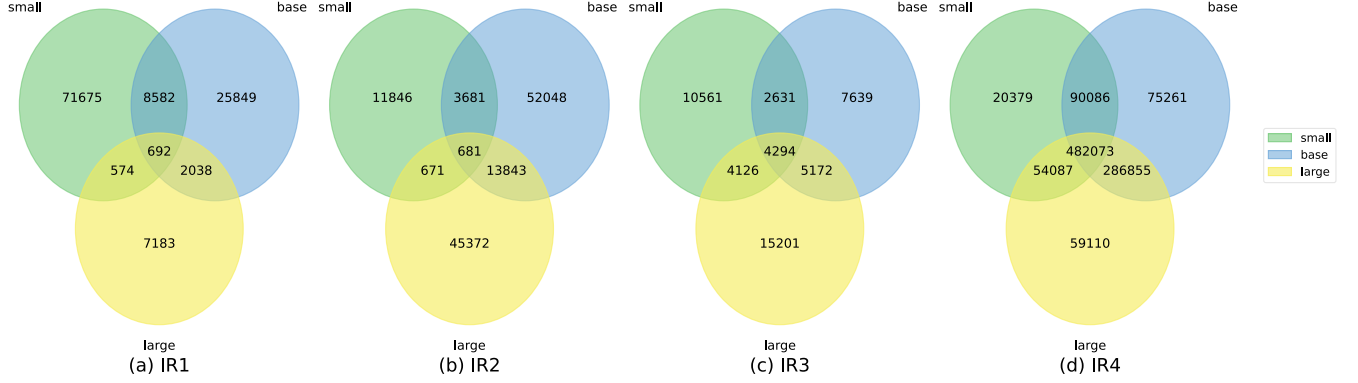 small
base
71675
8582
25849
692
574
2038
7183
large
(a) IR1
small
base
11846
3681
52048
681
671
13843
45372
large
(b) IR2
small
base
10561
2631
7639
4294
4126
5172
15201
large
(c) IR3
small
base
20379
90086
75261
482073
54087
286855
59110
large
(d) IR4
small
base
large